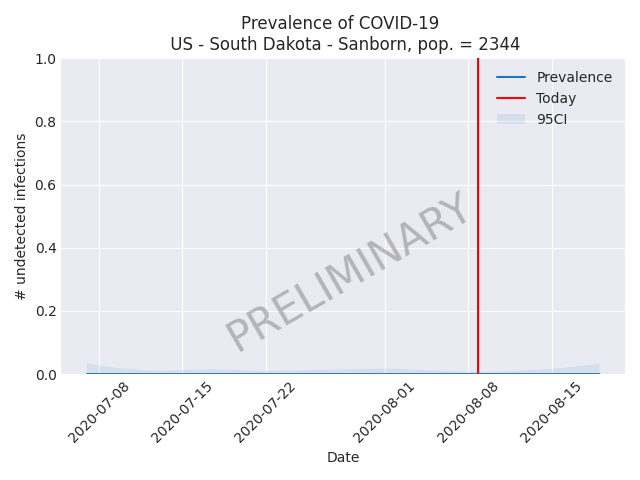 Prevalence of COVID-19
US - South Dakota - Sanborn, pop. = 2344
1.0
0.8
0.6
0.4
0.2
0.0
# undetected infections
Prevalence
Today
95CI
PRELIMINARY
2020-07-08
2020-07-15
2020-07-22
2020-08-01
2020-08-08
2020-08-15
Date